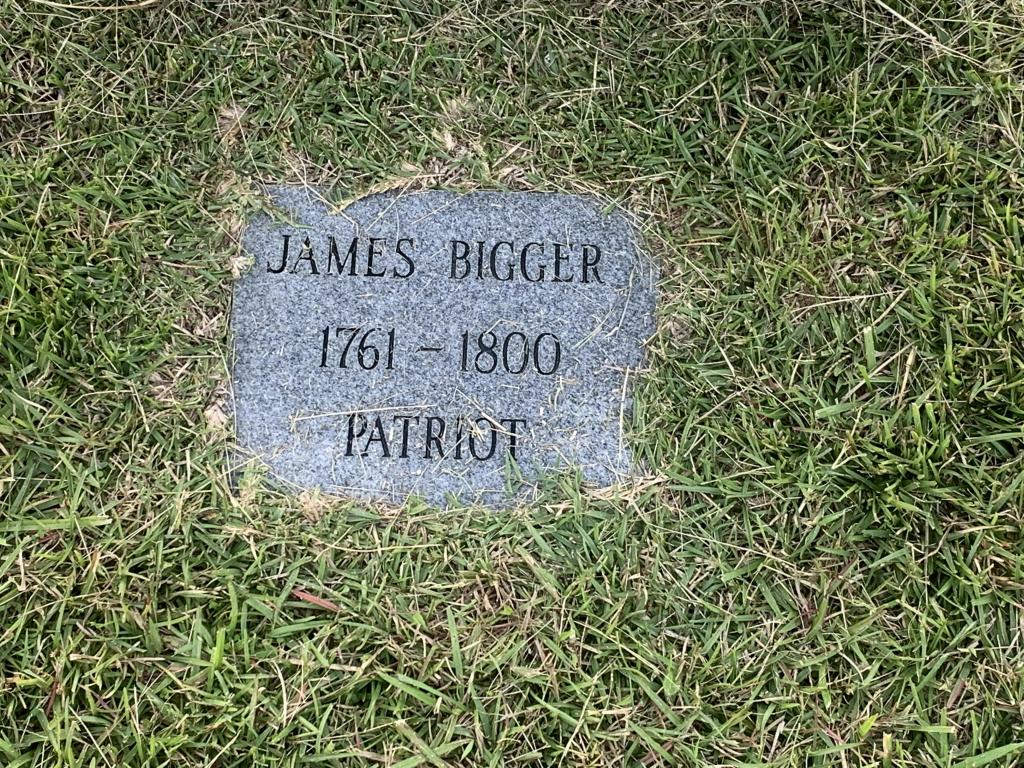 JAMES BIGGER
1761 - 1800
PATRIOT